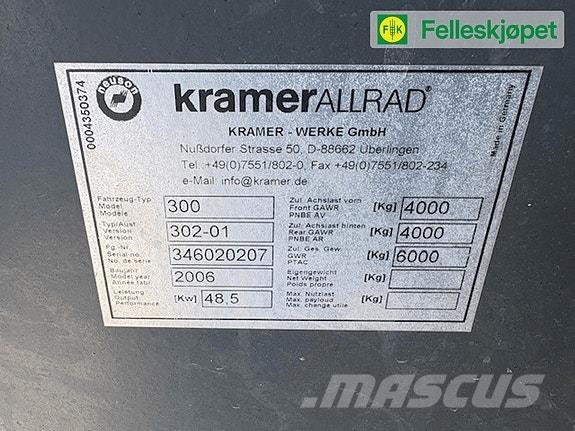 FK Felleskjøpet
neuson
kramerALLRAD®
0004350374
Made in Germany
KRAMER - WERKE GmbH
Nußdorfer Strasse 50, D-88662 Überlingen
Tel. +49(0)7551/802-0, Fax +49(0)7551/802-234
e-Mail info@kramer.de
Fahrzeug-Typ
Model
Modèle
300
Zul. Achslast vorn
Front GAWR
PNBE AV
[Kg] 4000
Typ/Ausf.
Version
Version
302-01
Zul. Achslast hinten
Rear GAWR
PNBE AR
[Kg] 4000
Fg.-Nr.
Serial no.
No. de série
346020207
Zul. Ges. Gew.
GWR
PTAC
[Kg] 6000
Baujahr
Model year
Année fabr.
2006
Eigengewicht
Net Weight
Poids propre
[Kg]
Leistung
Output
Performance
[Kw] 48,5
Max. Nutzlast
Max. payload
Max. change utile
[Kg]
MASCUS